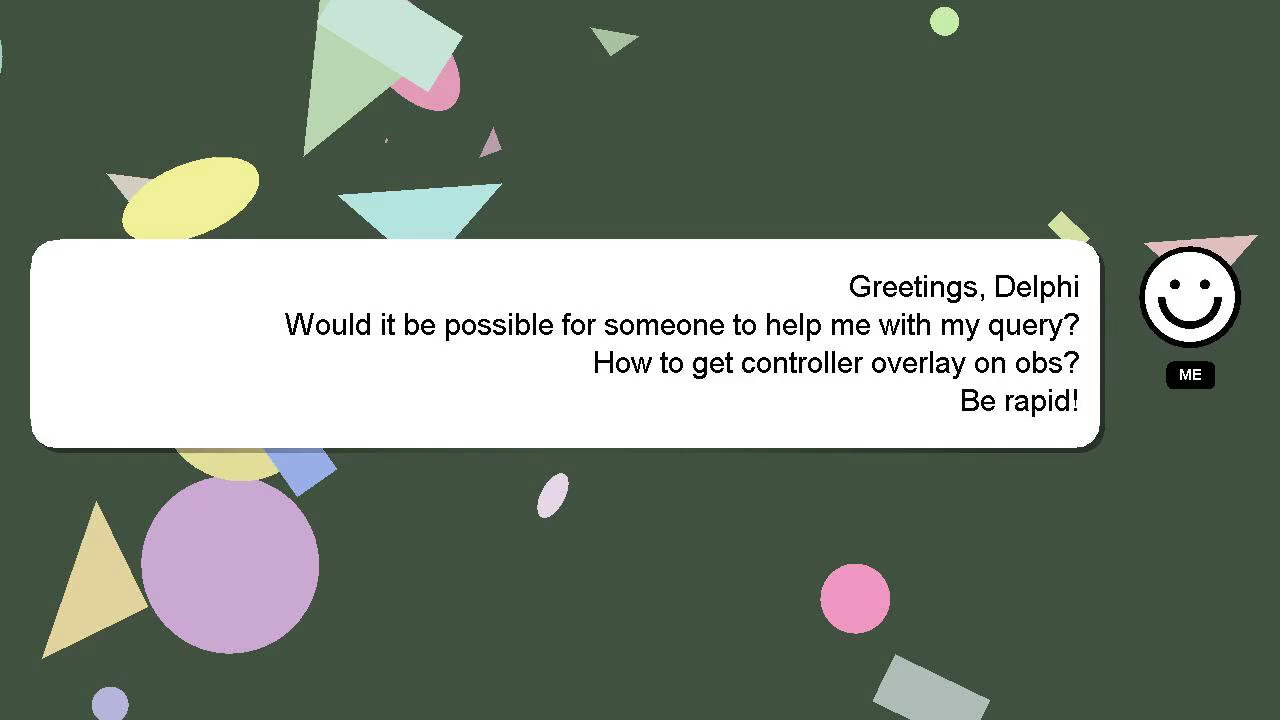 Greetings, Delphi
Would it be possible for someone to help me with my query?
How to get controller overlay on obs?
Be rapid!
ME